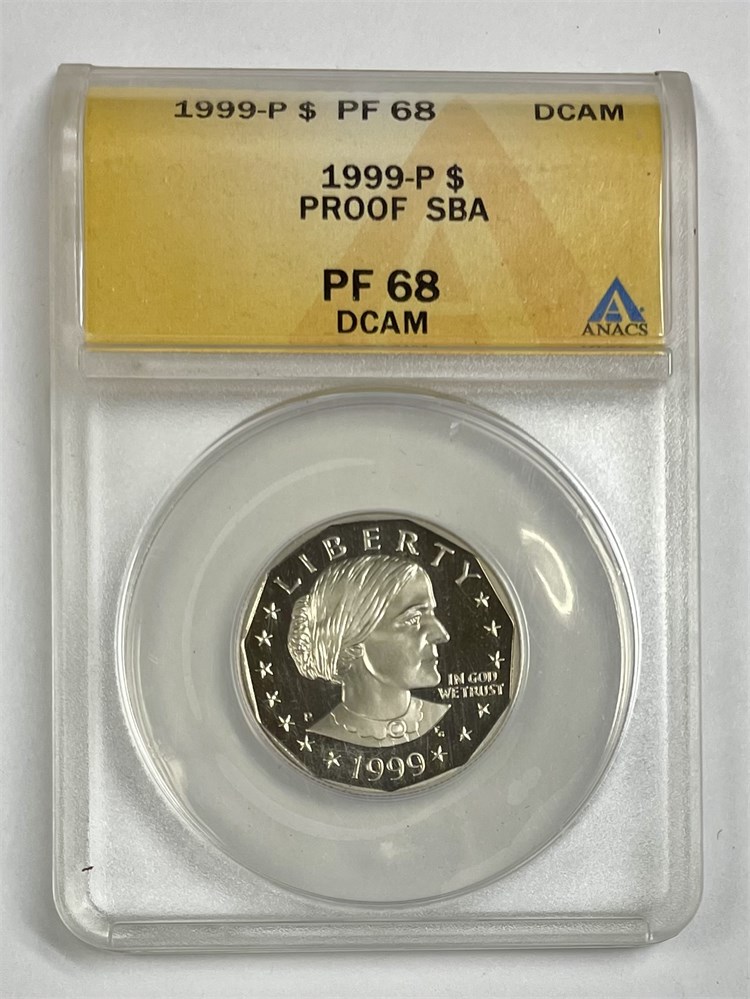 1999-P $ PF 68 DCAM
1999-P $
PROOF SBA
PF 68
DCAM
ANACS
LIBERTY
IN GOD
WE TRUST
P
1999